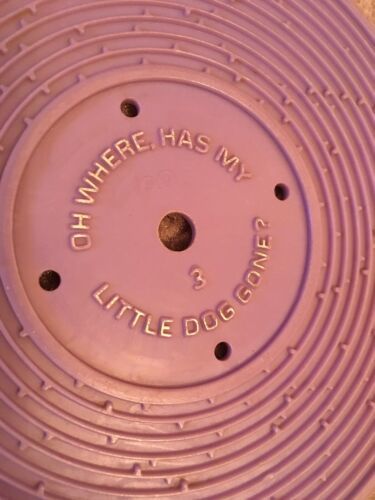 OH WHERE, HAS MY
LITTLE DOG GONE?
3